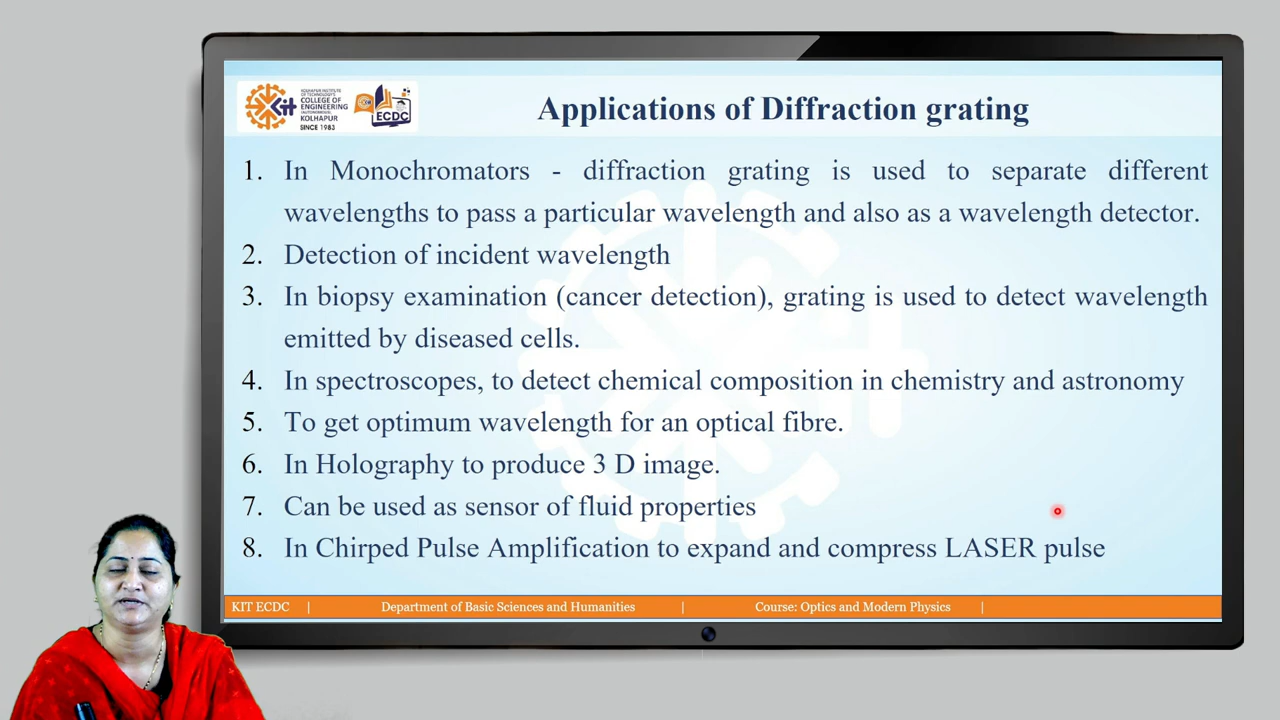 Kit
KOLHAPUR INSTITUTE
OF TECHNOLOGY'S
COLLEGE OF
ENGINEERING
(AUTONOMOUS),
KOLHAPUR
SINCE 1983
ECDC
Applications of Diffraction grating
1. In Monochromators - diffraction grating is used to separate different
wavelengths to pass a particular wavelength and also as a wavelength detector.
2. Detection of incident wavelength
3. In biopsy examination (cancer detection), grating is used to detect wavelength
emitted by diseased cells.
4. In spectroscopes, to detect chemical composition in chemistry and astronomy
5. To get optimum wavelength for an optical fibre.
6. In Holography to produce 3 D image.
7. Can be used as sensor of fluid properties
8. In Chirped Pulse Amplification to expand and compress LASER pulse
KIT ECDC | Department of Basic Sciences and Humanities | Course: Optics and Modern Physics |